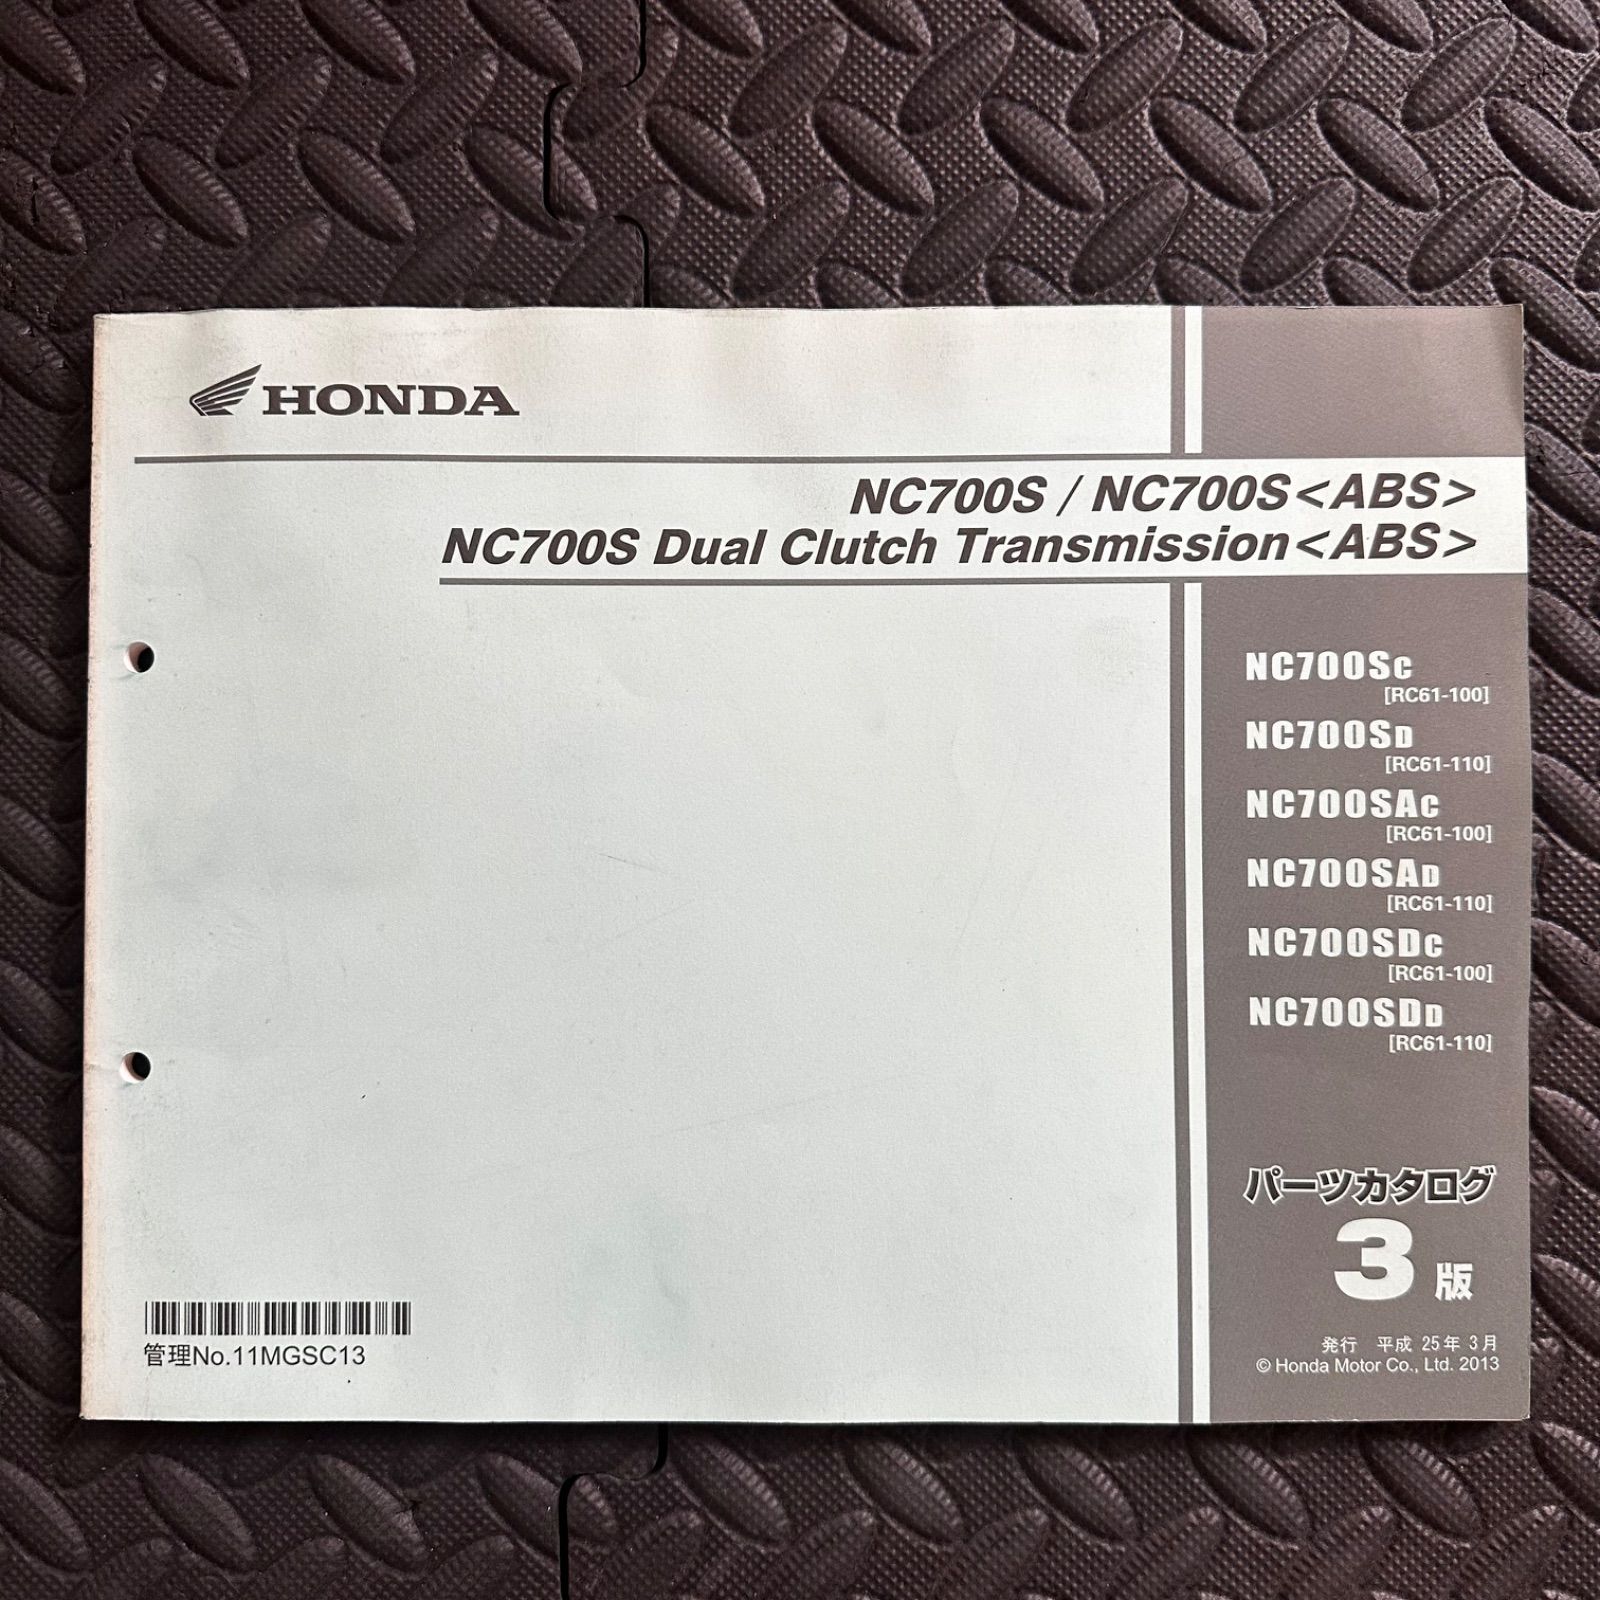 HONDA
NC700S / NC700S<ABS>
NC700S Dual Clutch Transmission<ABS>
NC700SC
[RC61-100]
NC700SD
[RC61-110]
NC700SAC
[RC61-100]
NC700SAD
[RC61-110]
NC700SDC
[RC61-100]
NC700SDD
[RC61-110]
パーツカタログ
3版
発行 平成 25年 3月
© Honda Motor Co., Ltd. 2013
管理No.11MGSC13